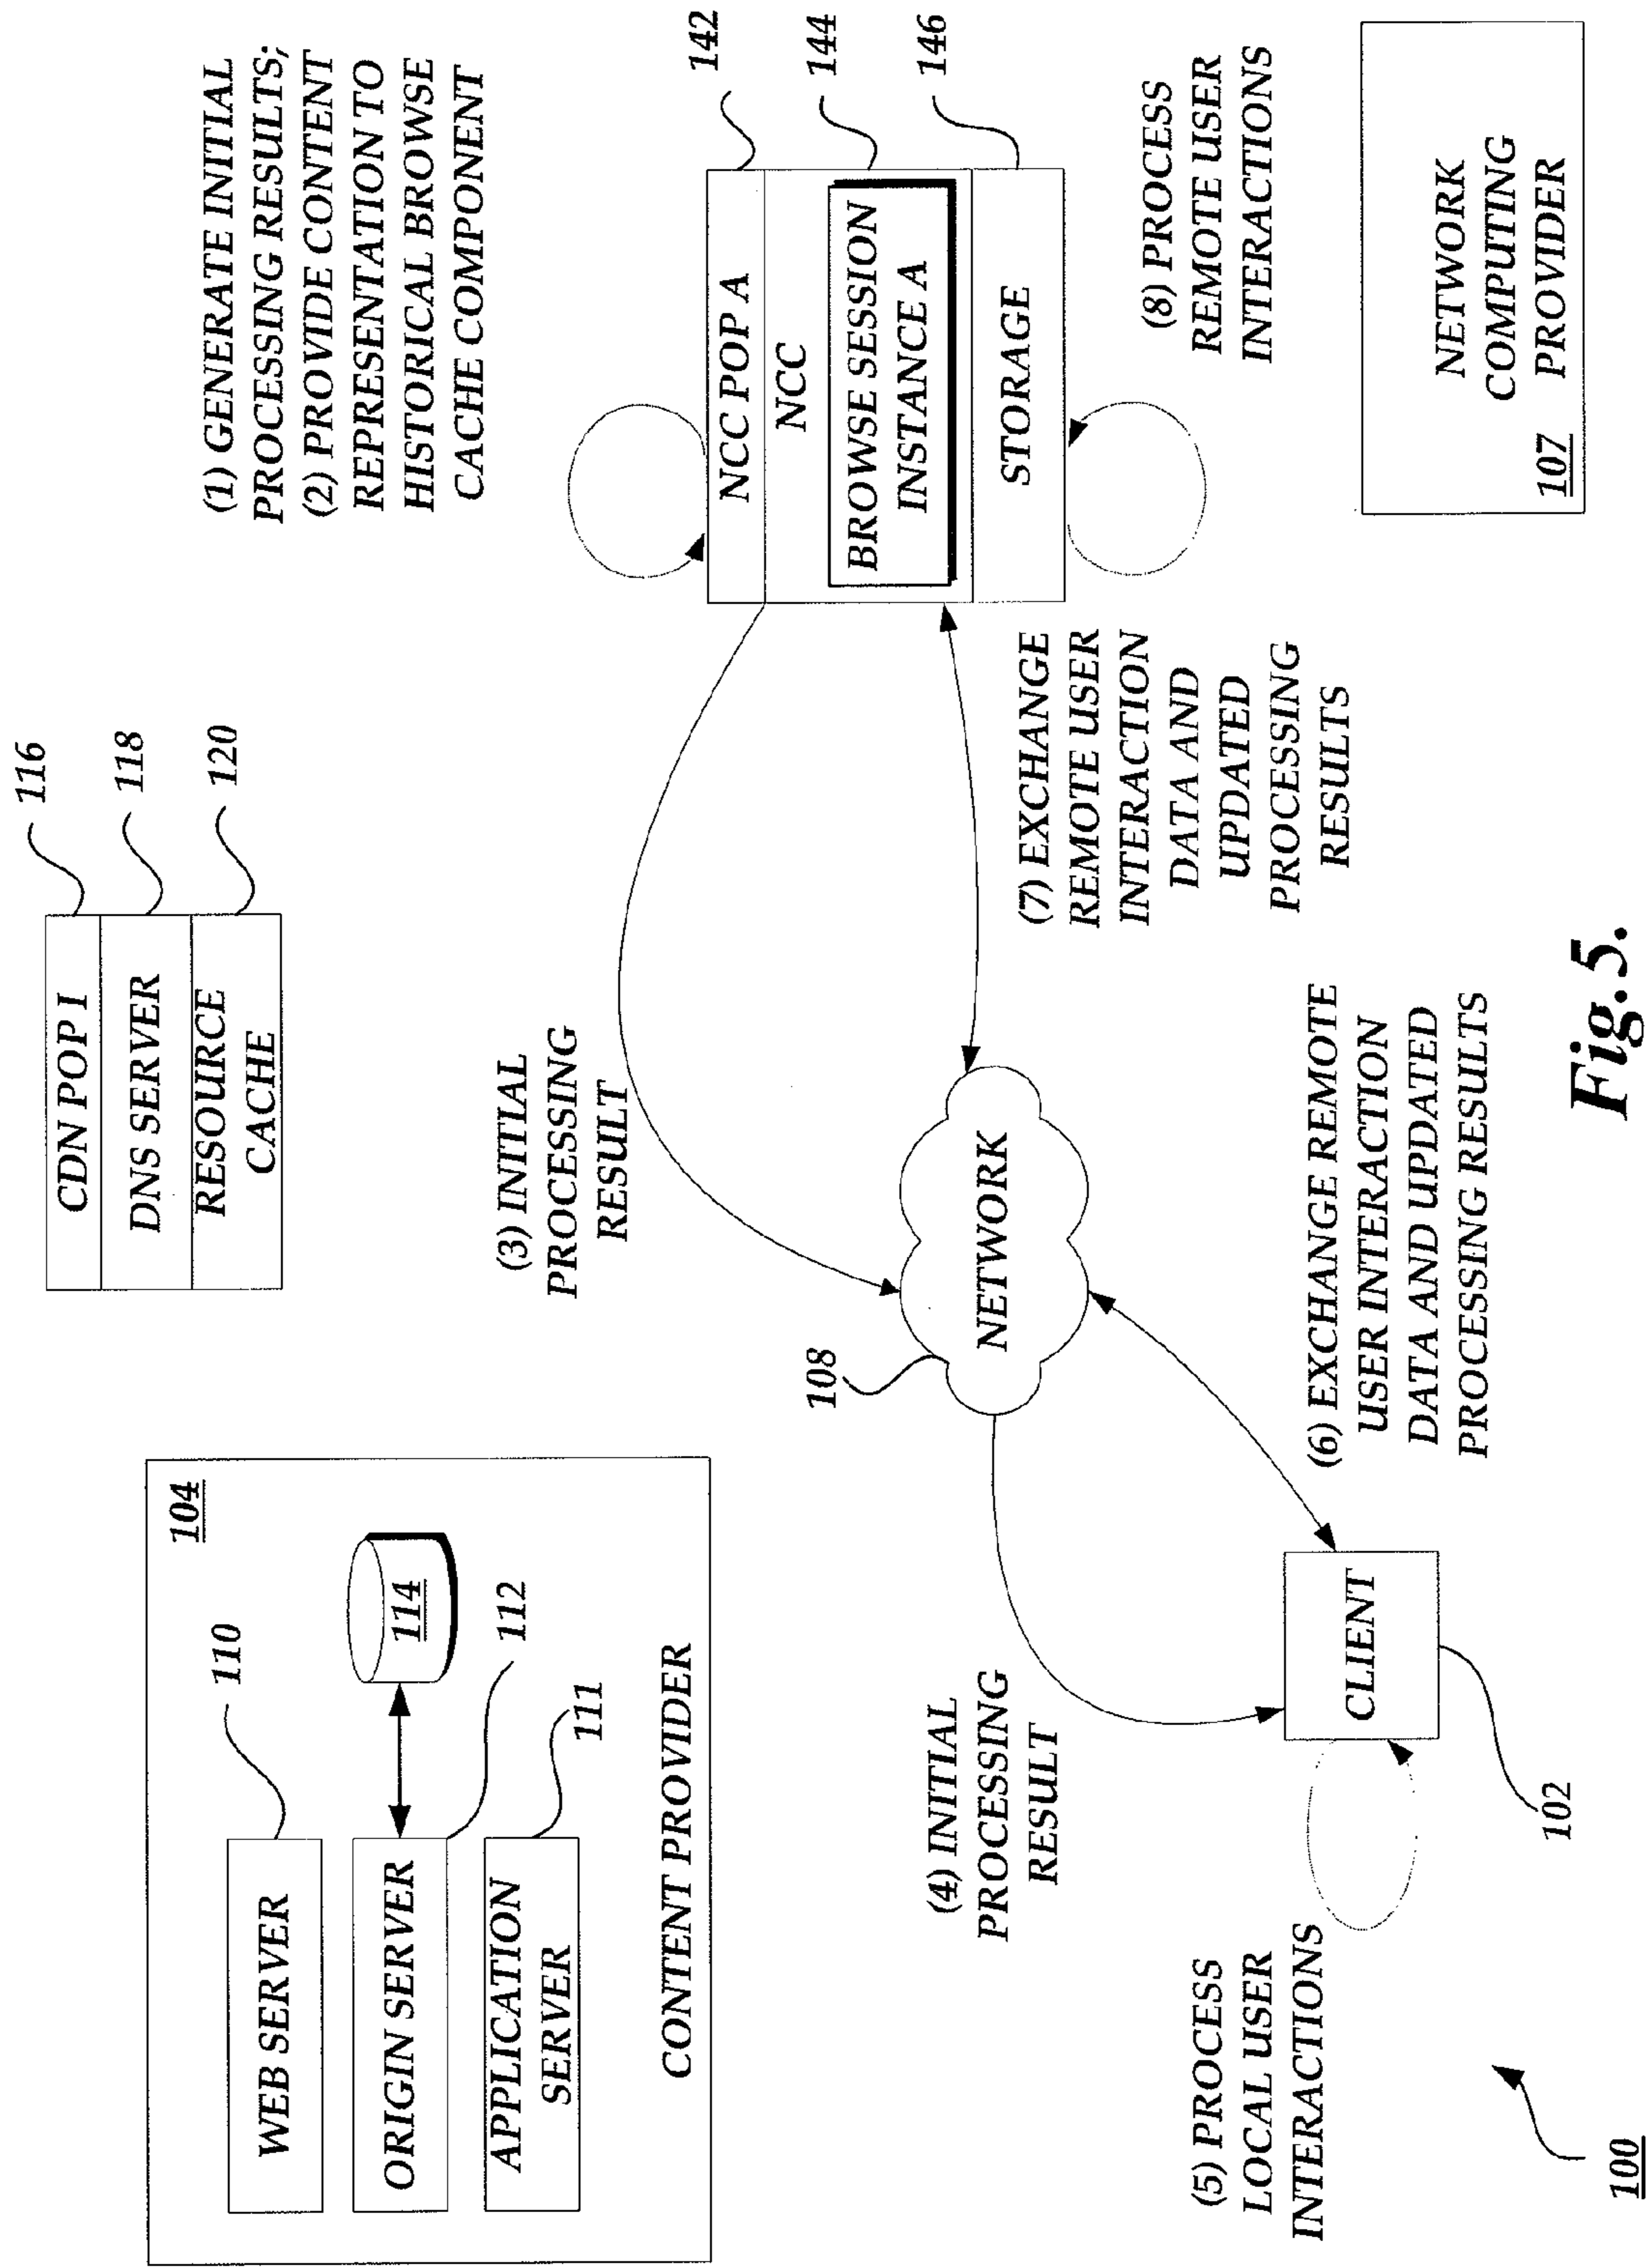 104
WEB SERVER
110
ORIGIN SERVER
114
112
APPLICATION
SERVER
111
CONTENT PROVIDER
CDN POP I
116
DNS SERVER
118
RESOURCE
CACHE
120
(1) GENERATE INITIAL
PROCESSING RESULTS;
(2) PROVIDE CONTENT
REPRESENTATION TO
HISTORICAL BROWSE
CACHE COMPONENT
(3) INITIAL
PROCESSING
RESULT
NCC POP A
142
NCC
BROWSE SESSION
INSTANCE A
144
STORAGE
146
108
NETWORK
(4) INITIAL
PROCESSING
RESULT
(7) EXCHANGE
REMOTE USER
INTERACTION
DATA AND
UPDATED
PROCESSING
RESULTS
(8) PROCESS
REMOTE USER
INTERACTIONS
(5) PROCESS
LOCAL USER
INTERACTIONS
CLIENT
102
(6) EXCHANGE REMOTE
USER INTERACTION
DATA AND UPDATED
PROCESSING RESULTS
NETWORK
COMPUTING
PROVIDER
107
100
Fig.5.